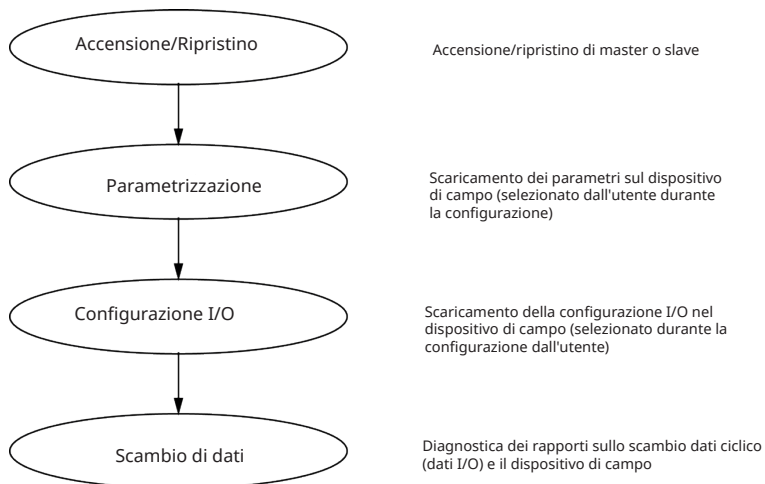 Accensione/Ripristino
Accensione/ripristino di master o slave
Parametrizzazione
Scaricamento dei parametri sul dispositivo
di campo (selezionato dall'utente durante
la configurazione)
Configurazione I/O
Scaricamento della configurazione I/O nel
dispositivo di campo (selezionato durante la
configurazione dall'utente)
Scambio di dati
Diagnostica dei rapporti sullo scambio dati ciclico
(dati I/O) e il dispositivo di campo